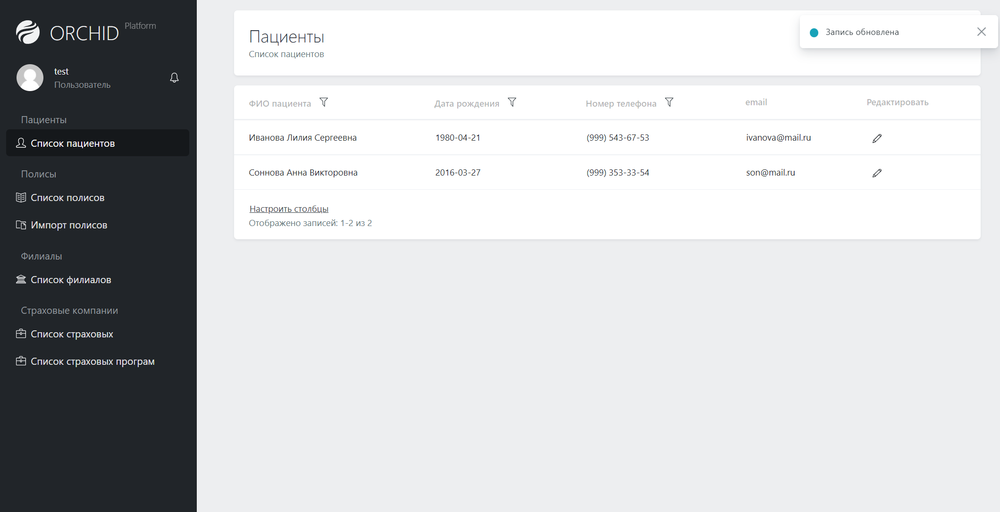 ORCHID Platform
test
Пользователь
Пациенты
Список пациентов
Полисы
Список полисов
Импорт полисов
Филиалы
Список филиалов
Страховые компании
Список страховых
Список страховых програм
Пациенты
Список пациентов
Запись обновлена
ФИО пациента Дата рождения Номер телефона email Редактировать
Иванова Лилия Сергеевна 1980-04-21 (999) 543-67-53 ivanova@mail.ru
Соннова Анна Викторовна 2016-03-27 (999) 353-33-54 son@mail.ru
Настроить столбцы
Отображено записей: 1-2 из 2